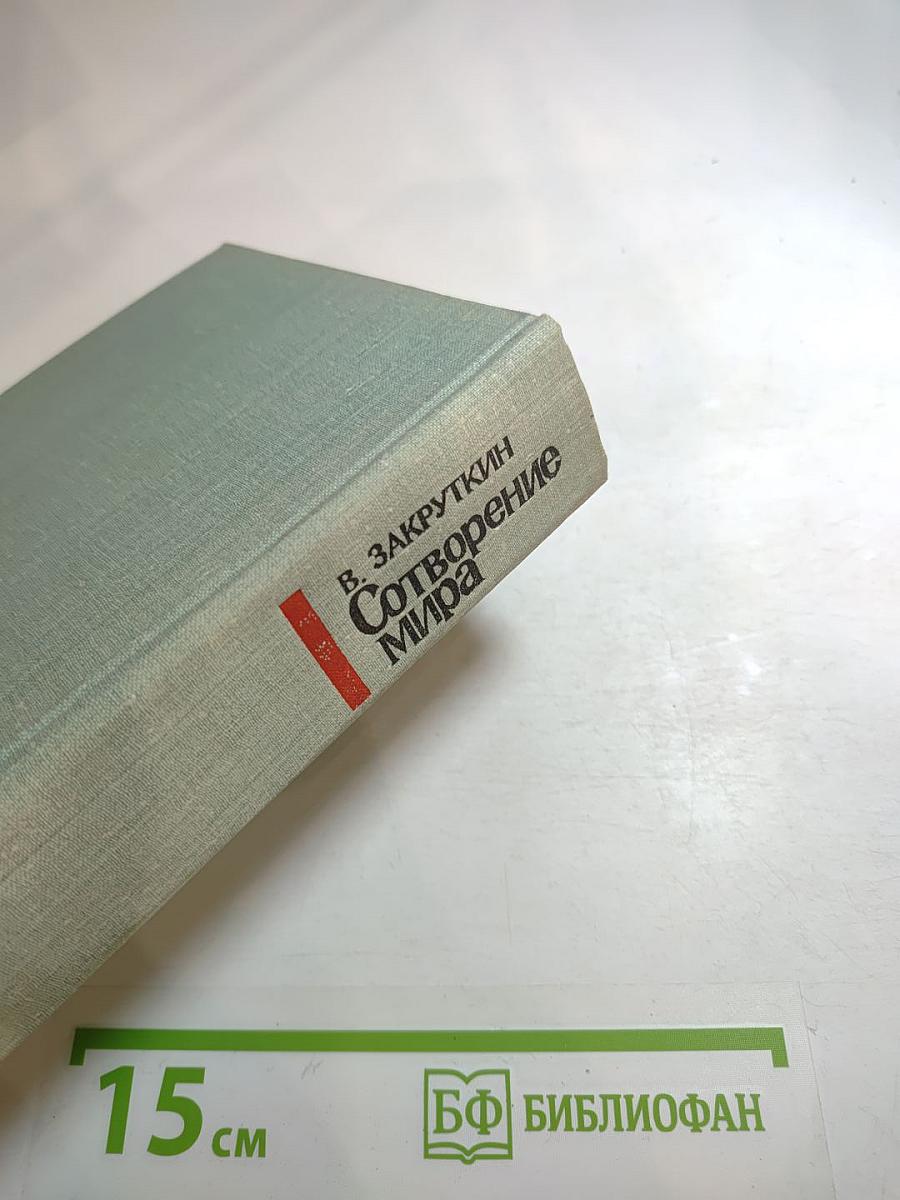 В. ЗАКРУТКИН
Сотворение
мира
15 см
БФ БИБЛИОФАН